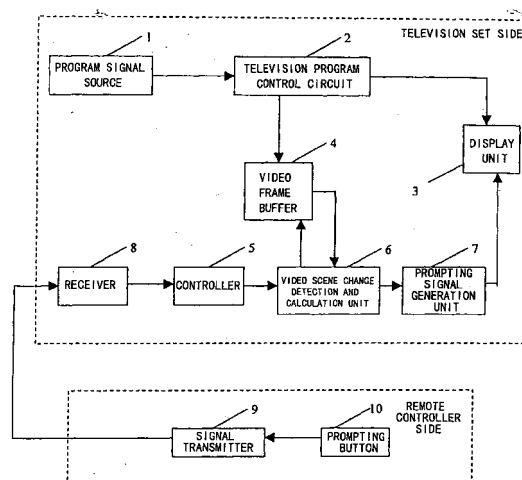 TELEVISION SET SIDE
1
PROGRAM SIGNAL
SOURCE
2
TELEVISION PROGRAM
CONTROL CIRCUIT
DISPLAY
UNIT
3
4
VIDEO
FRAME
BUFFER
8
RECEIVER
5
CONTROLLER
6
VIDEO SCENE CHANGE
DETECTION AND
CALCULATION UNIT
7
PROMPTING
SIGNAL
GENERATION
UNIT
REMOTE
CONTROLLER
SIDE
9
SIGNAL
TRANSMITTER
10
PROMPTING
BUTTON